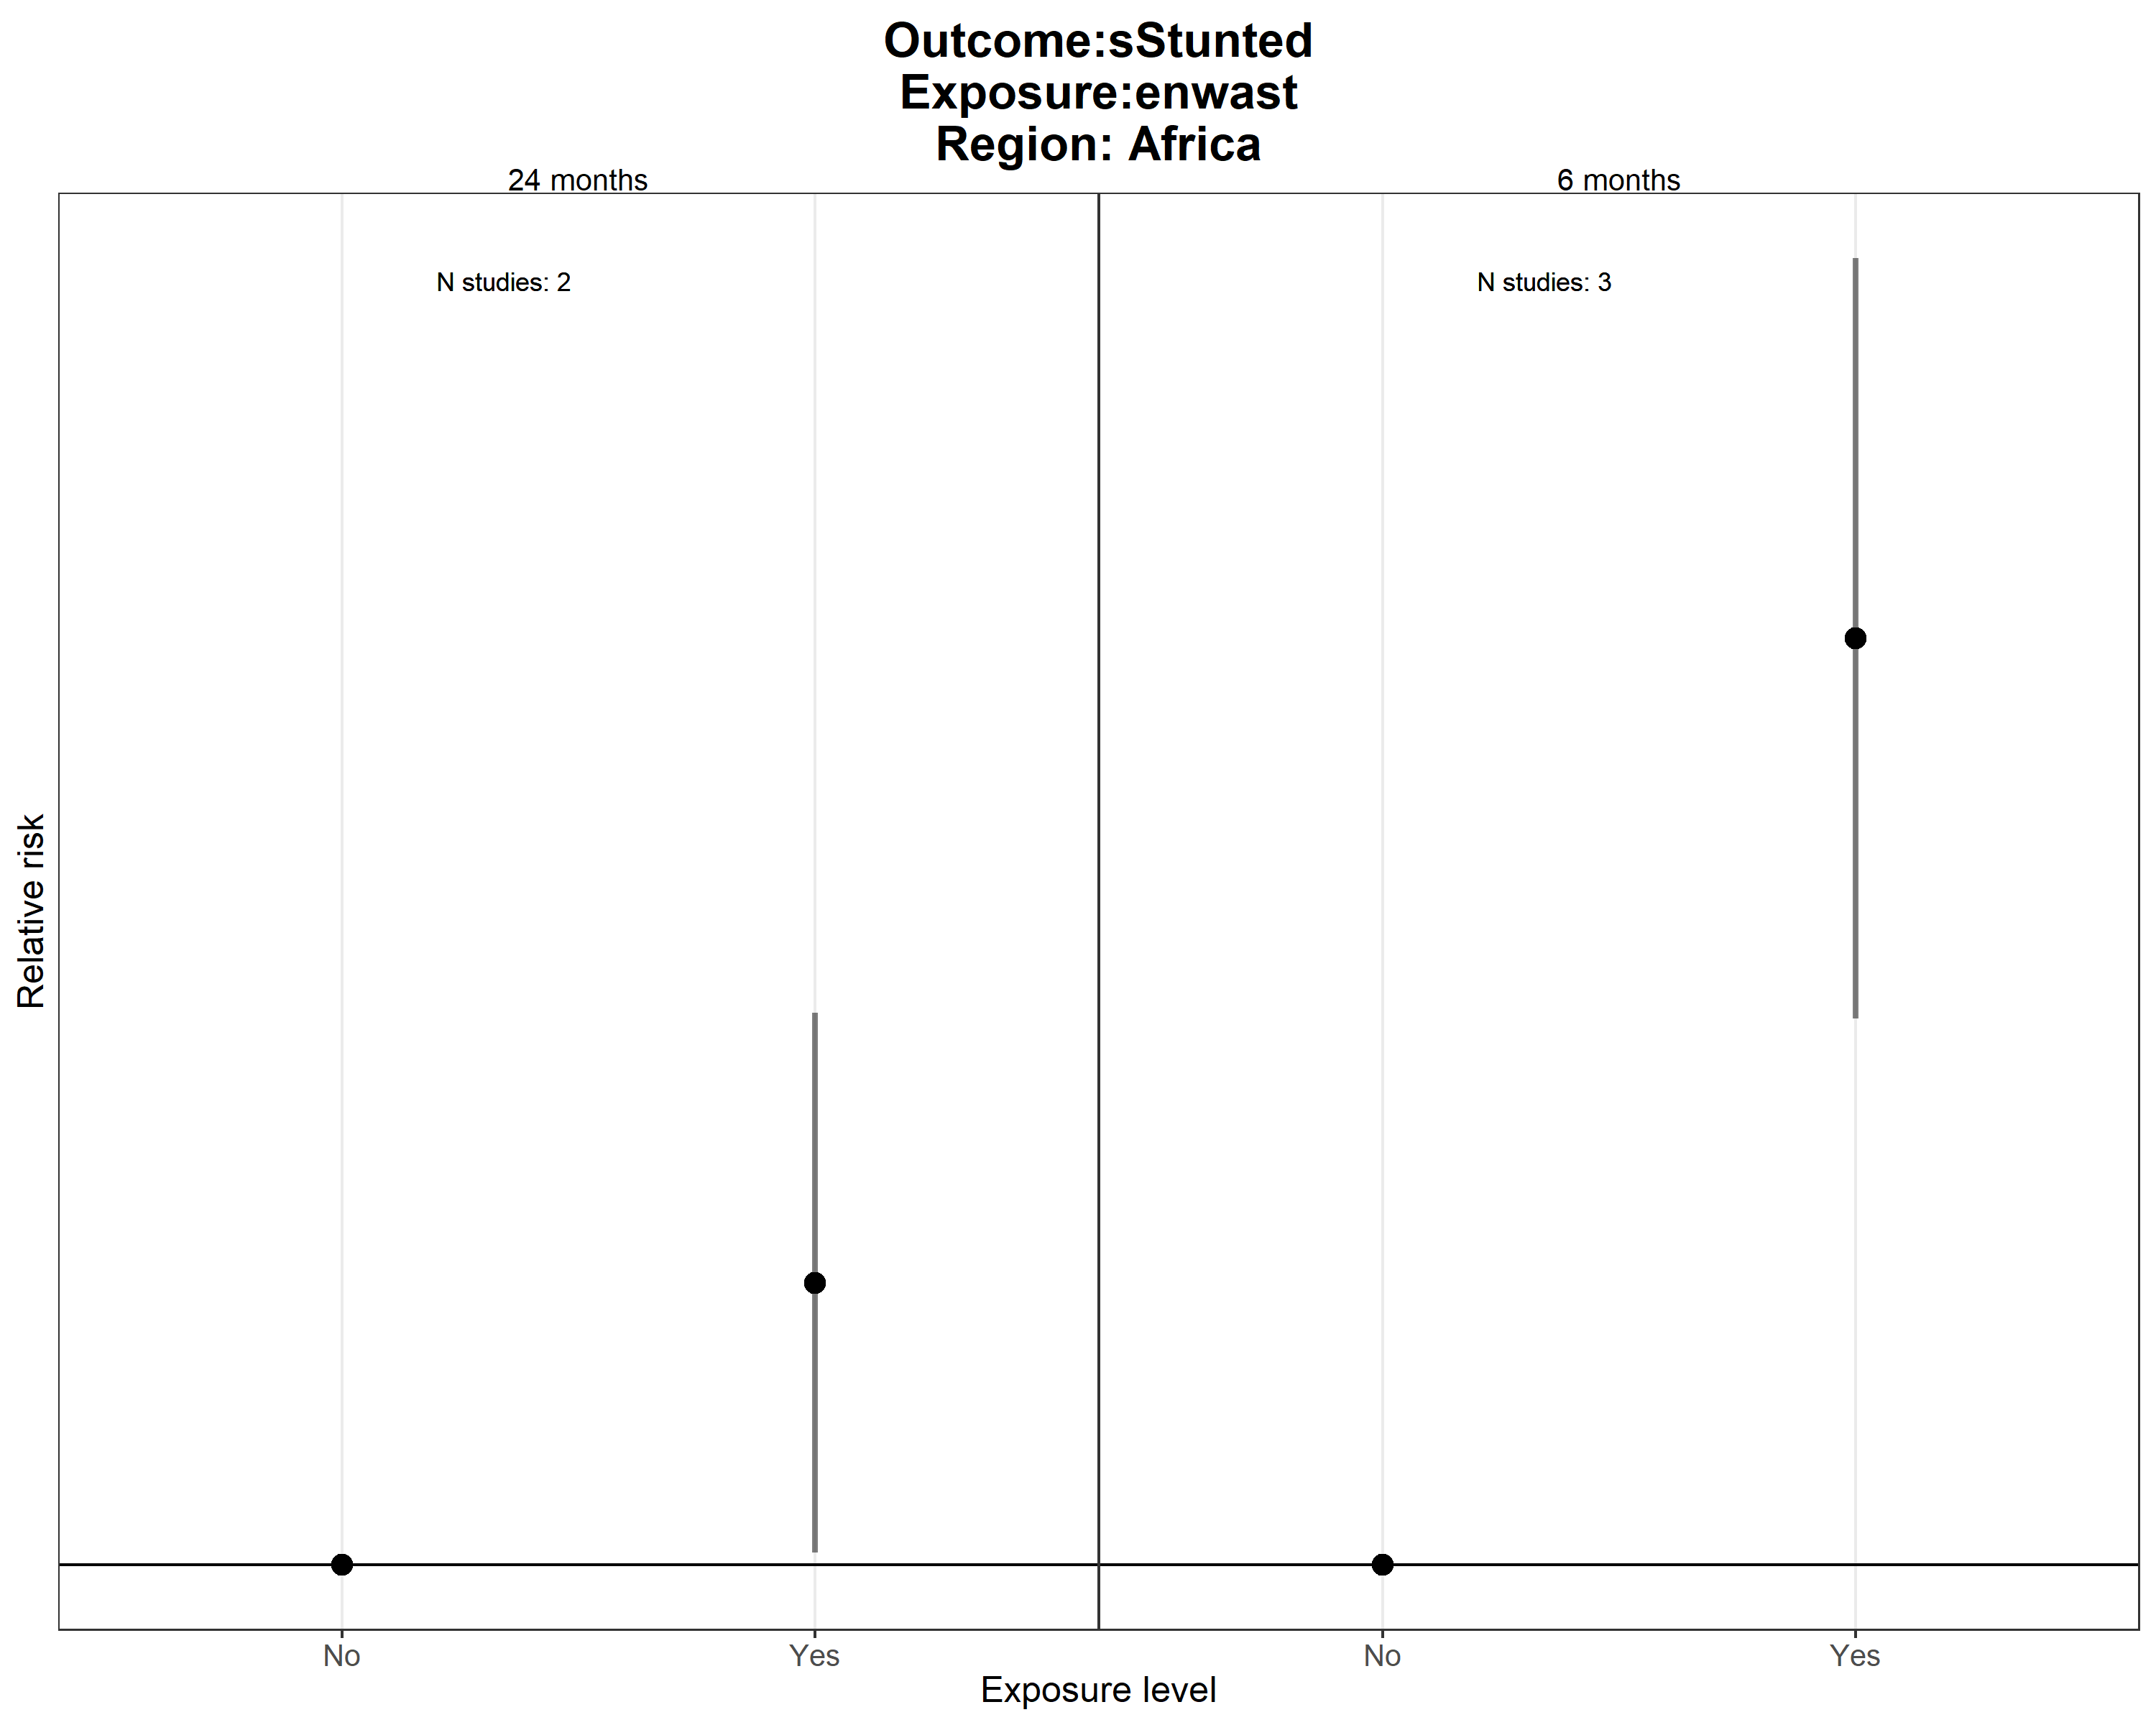 Outcome:sStunted
Exposure:enwast
Region: Africa
24 months
6 months
N studies: 2
N studies: 3
Relative risk
No
Yes
No
Yes
Exposure level